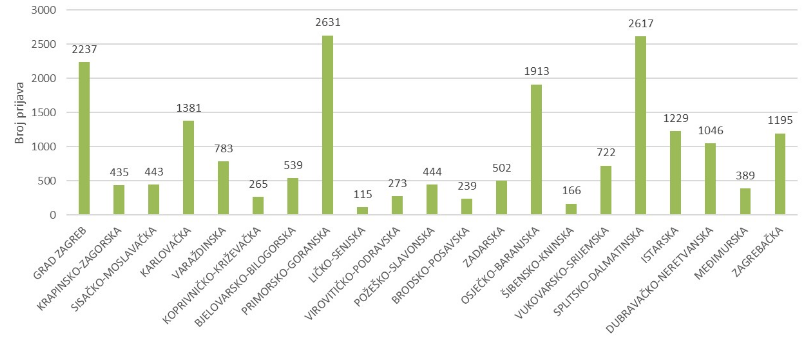 3000
2500
2000
1500
1000
500
0
Broj prijava
2237
435
443
1381
783
265
539
2631
115
273
444
239
502
1913
166
722
2617
1229
1046
389
1195
GRAD ZAGREB
KRAPINSKO-ZAGORSKA
SISAČKO-MOSLAVAČKA
KARLOVAČKA
VARAŽDINSKA
KOPRIVNIČKO-KRIŽEVAČKA
BJELOVARSKO-BILOGORSKA
PRIMORSKO-GORANSKA
LIČKO-SENJSKA
VIROVITIČKO-PODRAVSKA
POŽEŠKO-SLAVONSKA
BRODSKO-POSAVSKA
ZADARSKA
OSJEČKO-BARANJSKA
ŠIBENSKO-KNINSKA
VUKOVARSKO-SRIJEMSKA
SPLITSKO-DALMATINSKA
ISTARSKA
DUBRAVAČKO-NERETVANSKA
MEĐIMURSKA
ZAGREBAČKA